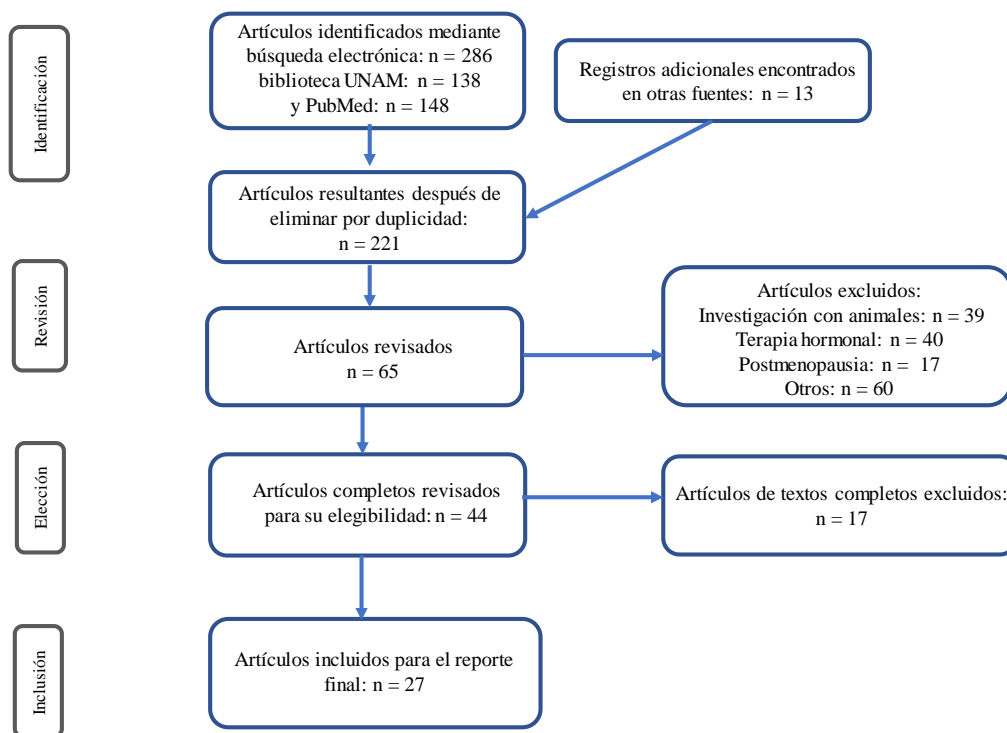 Identificación
Artículos identificados mediante
búsqueda electrónica: n = 286
biblioteca UNAM: n = 138
y PubMed: n = 148
Registros adicionales encontrados
en otras fuentes: n = 13
Artículos resultantes después de
eliminar por duplicidad:
n = 221
Revisión
Artículos revisados
n = 65
Artículos excluidos:
Investigación con animales: n = 39
Terapia hormonal: n = 40
Postmenopausia: n = 17
Otros: n = 60
Elección
Artículos completos revisados
para su elegibilidad: n = 44
Artículos de textos completos excluidos:
n = 17
Inclusión
Artículos incluidos para el reporte
final: n = 27